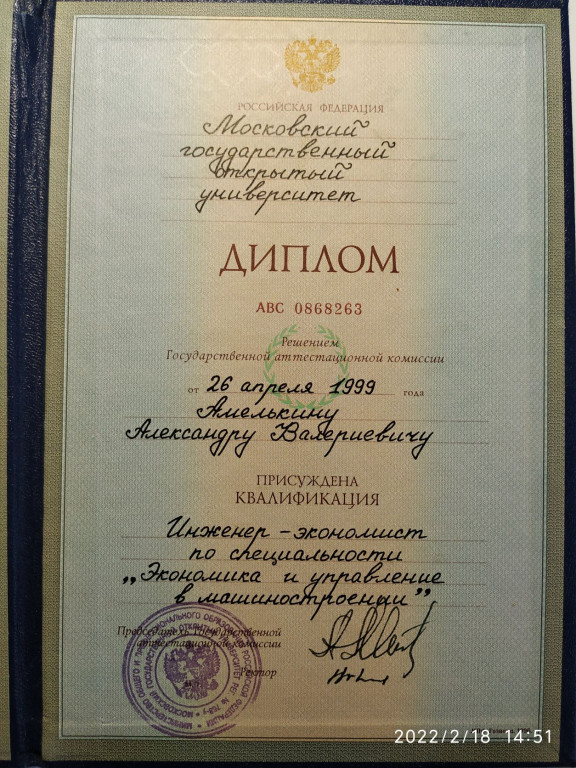 РОССИЙСКАЯ ФЕДЕРАЦИЯ
Московский
государственный
открытый
университет
ДИПЛОМ
АВС 0868263
Решением
Государственной аттестационной комиссии
от 26 апреля 1999 года
Амелькину
Александру Валериевичу
ПРИСУЖДЕНА
КВАЛИФИКАЦИЯ
Инженер – экономист
по специальности
„Экономика и управление
в машиностроении”
Председатель Государственной
аттестационной комиссии
Ректор
2022/2/18 14:51